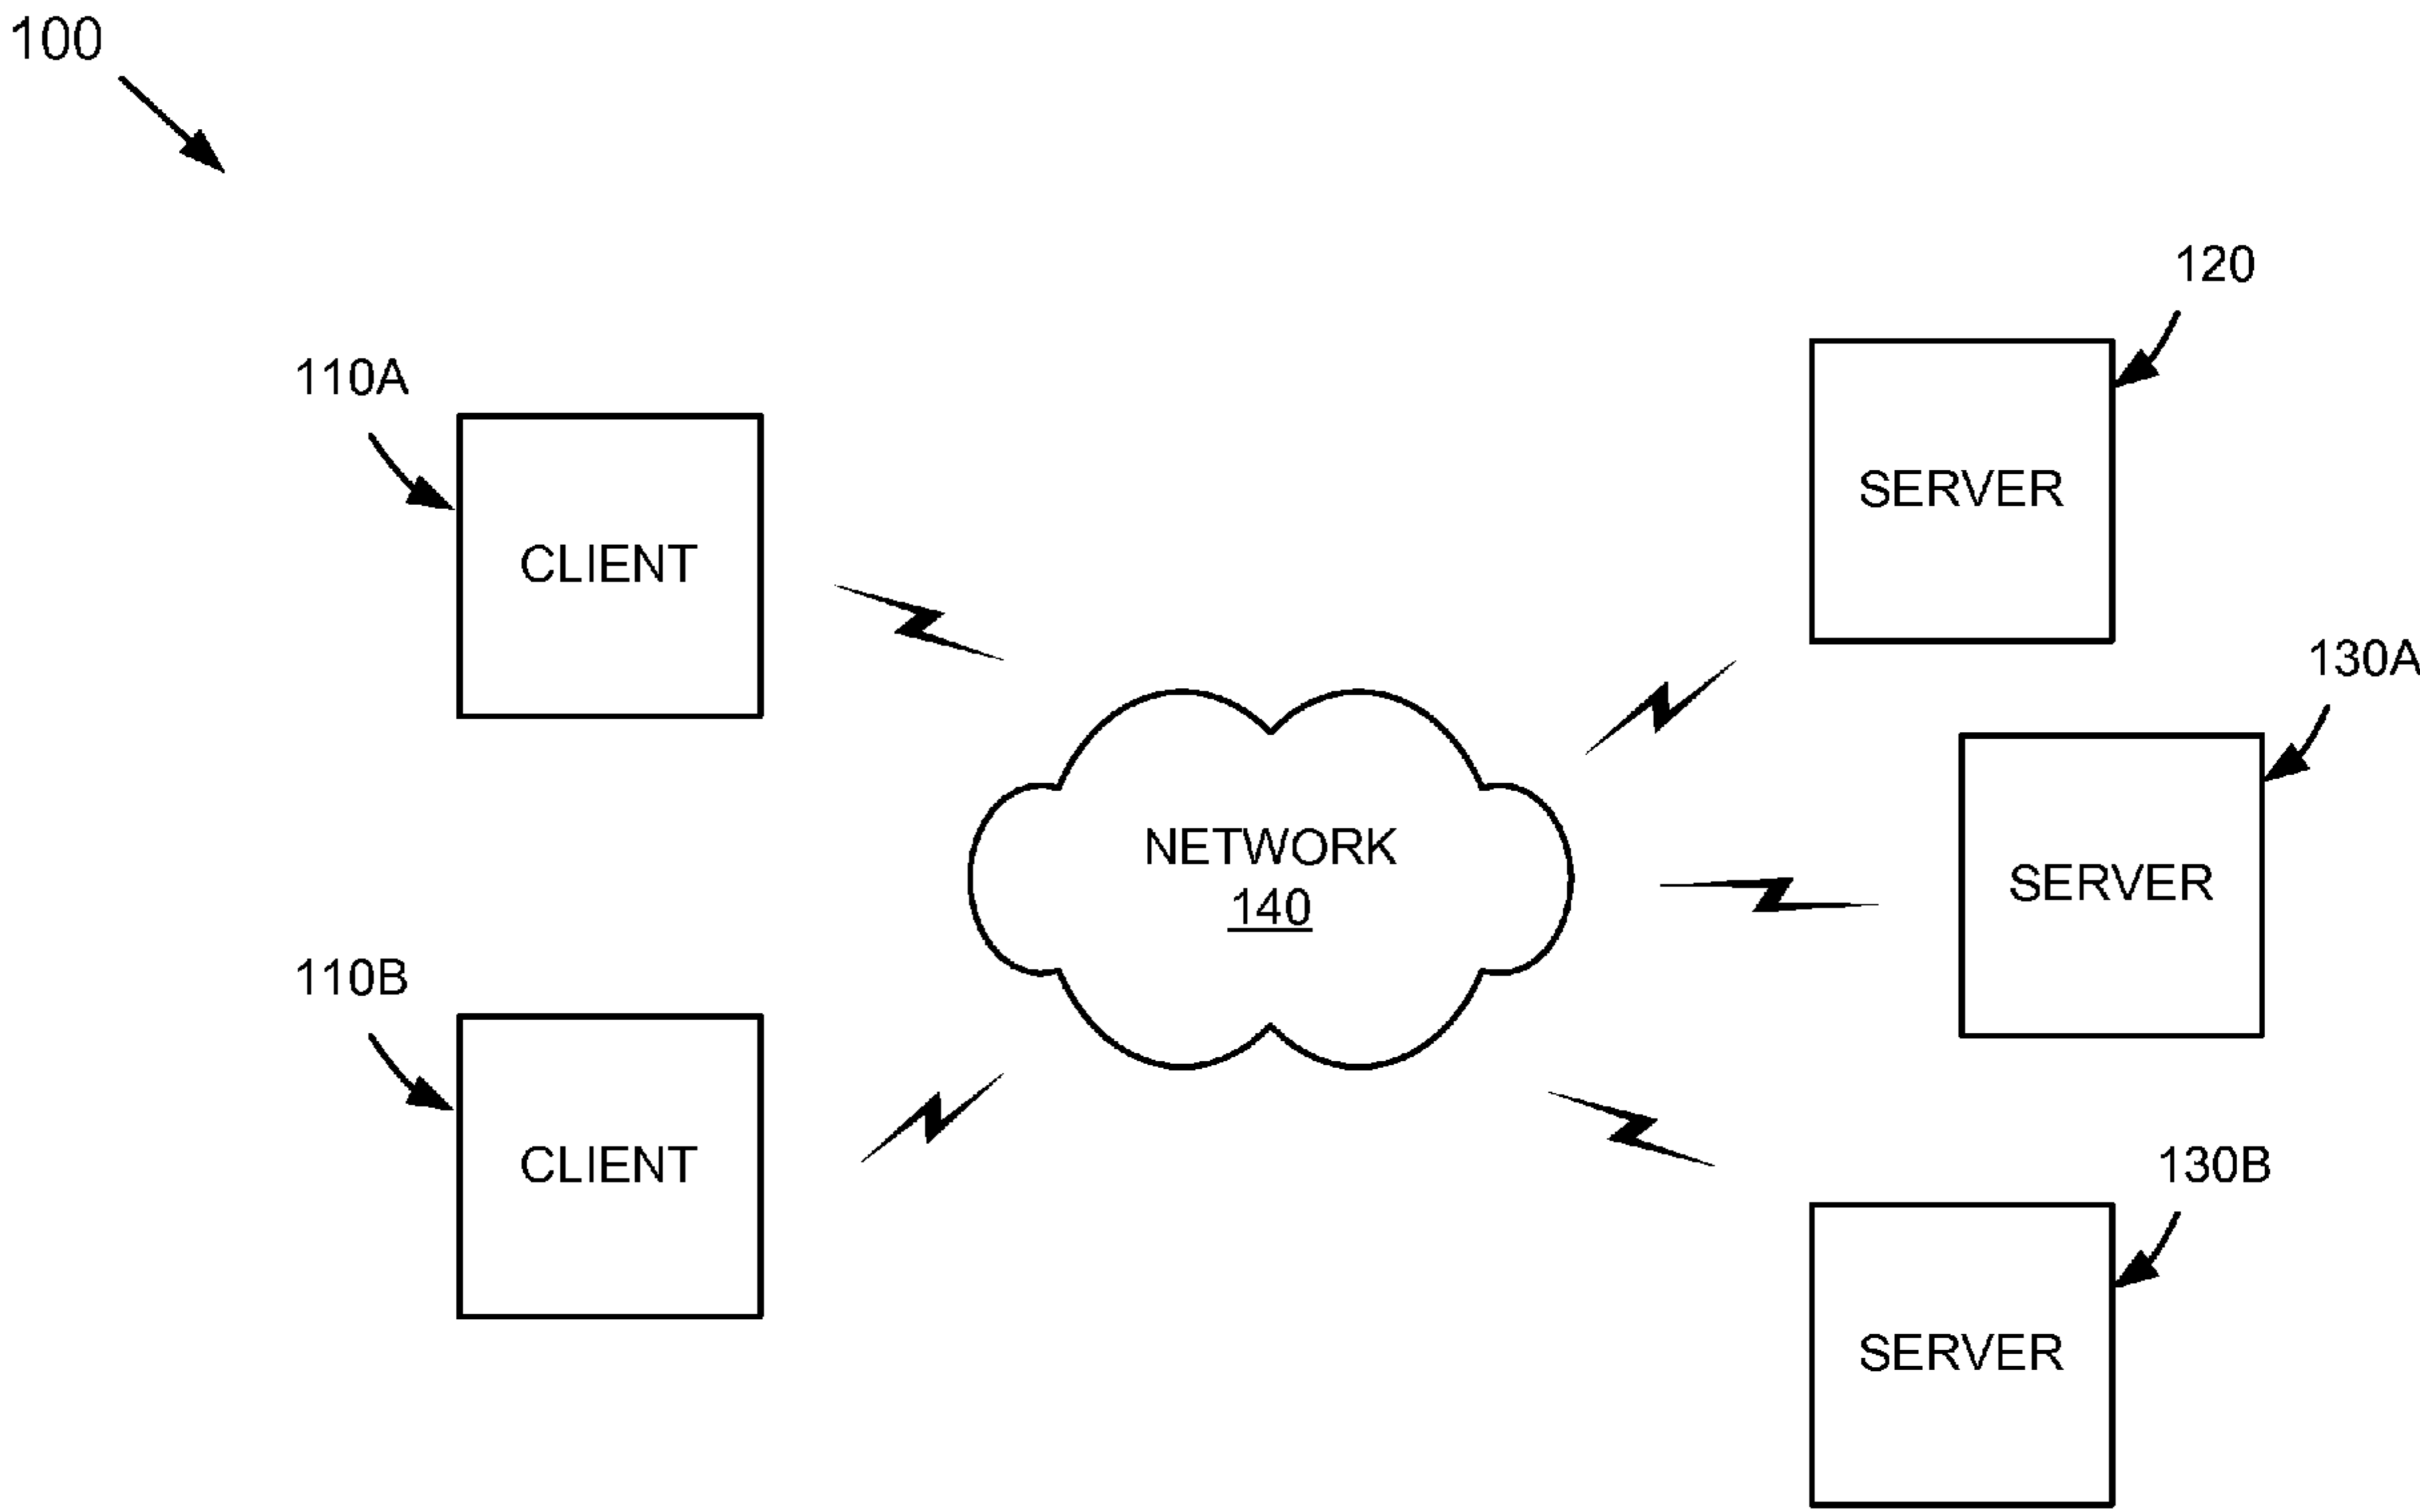 100
120
110A
SERVER
CLIENT
130A
NETWORK
140
SERVER
110B
CLIENT
130B
SERVER